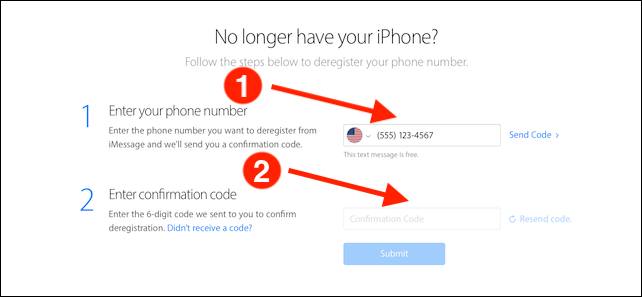 No longer have your iPhone?
Follow the steps below to deregister your phone number.
1
1 Enter your phone number
Enter the phone number you want to deregister from
iMessage and we'll send you a confirmation code.
(555) 123-4567 Send Code >
This text message is free.
2
2 Enter confirmation code
Enter the 6-digit code we sent to you to confirm
deregistration. Didn't receive a code?
Confirmation Code Resend code.
Submit